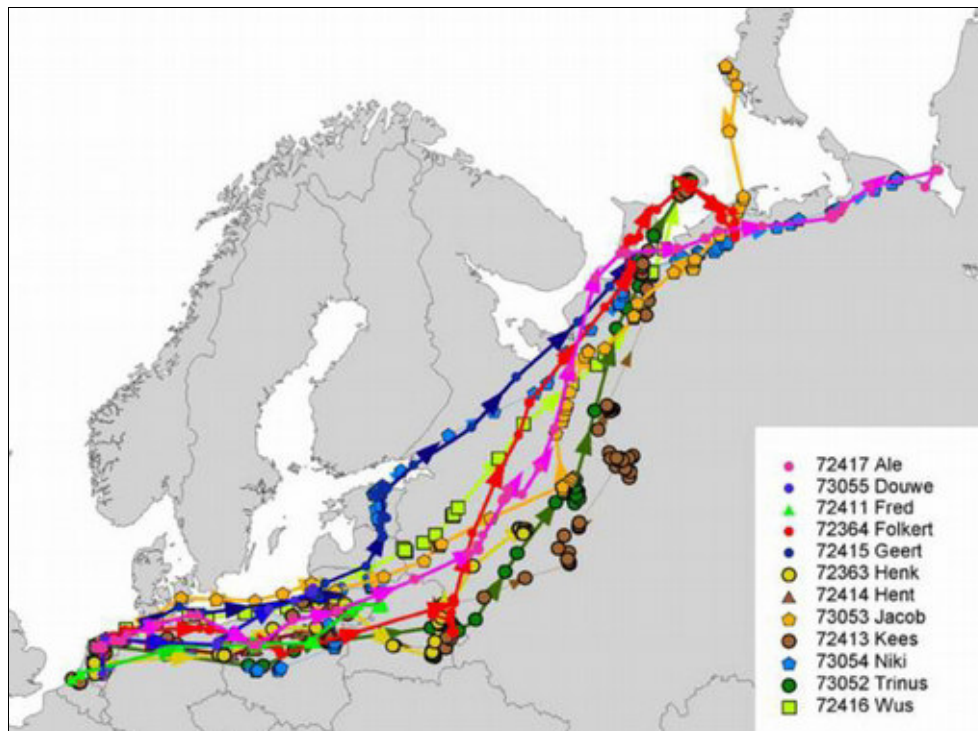 72417 Ale
73055 Douwe
72411 Fred
72364 Folkert
72415 Geert
72363 Henk
72414 Hent
73053 Jacob
72413 Kees
73054 Niki
73052 Trinus
72416 Wus